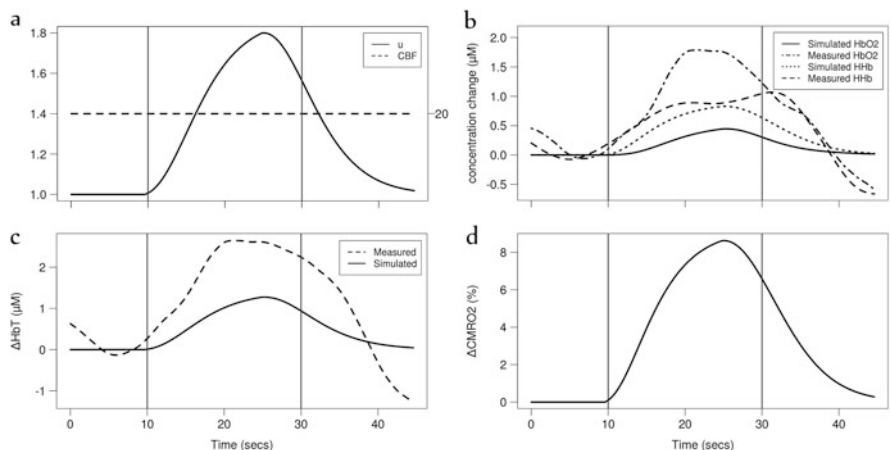 a
1.8
1.6
1.4
1.2
1.0
u
CBF
20
b
concentration change (µM)
2.0
1.5
1.0
0.5
0.0
-0.5
Simulated HbO2
Measured HbO2
Simulated HHb
Measured HHb
c
ΔHbT (µM)
2
1
0
-1
Measured
Simulated
0
10
20
30
40
Time (secs)
d
ΔCMRO2 (%)
8
6
4
2
0
0
10
20
30
40
Time (secs)